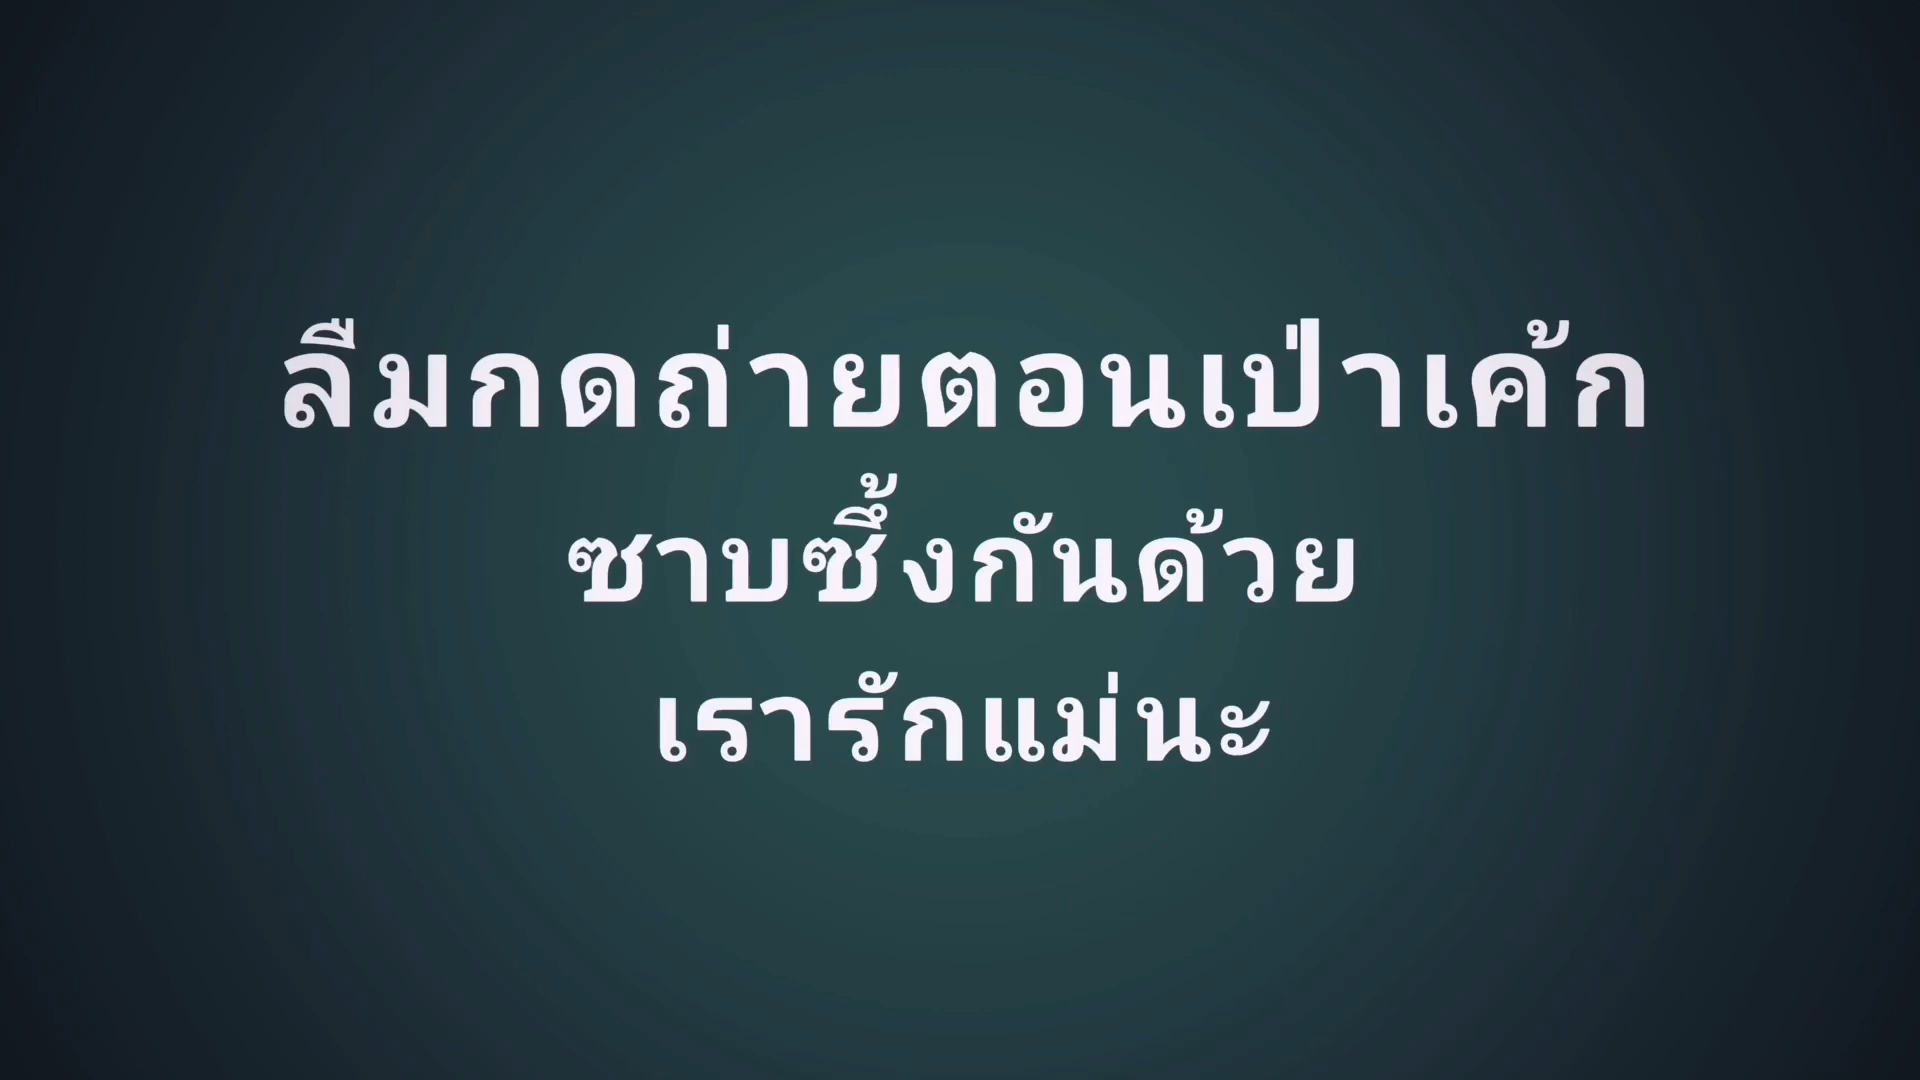 ลืมกดถ่ายตอนเป่าเค้ก
ซาบซึ้งกันด้วย
เรารักแม่นะ